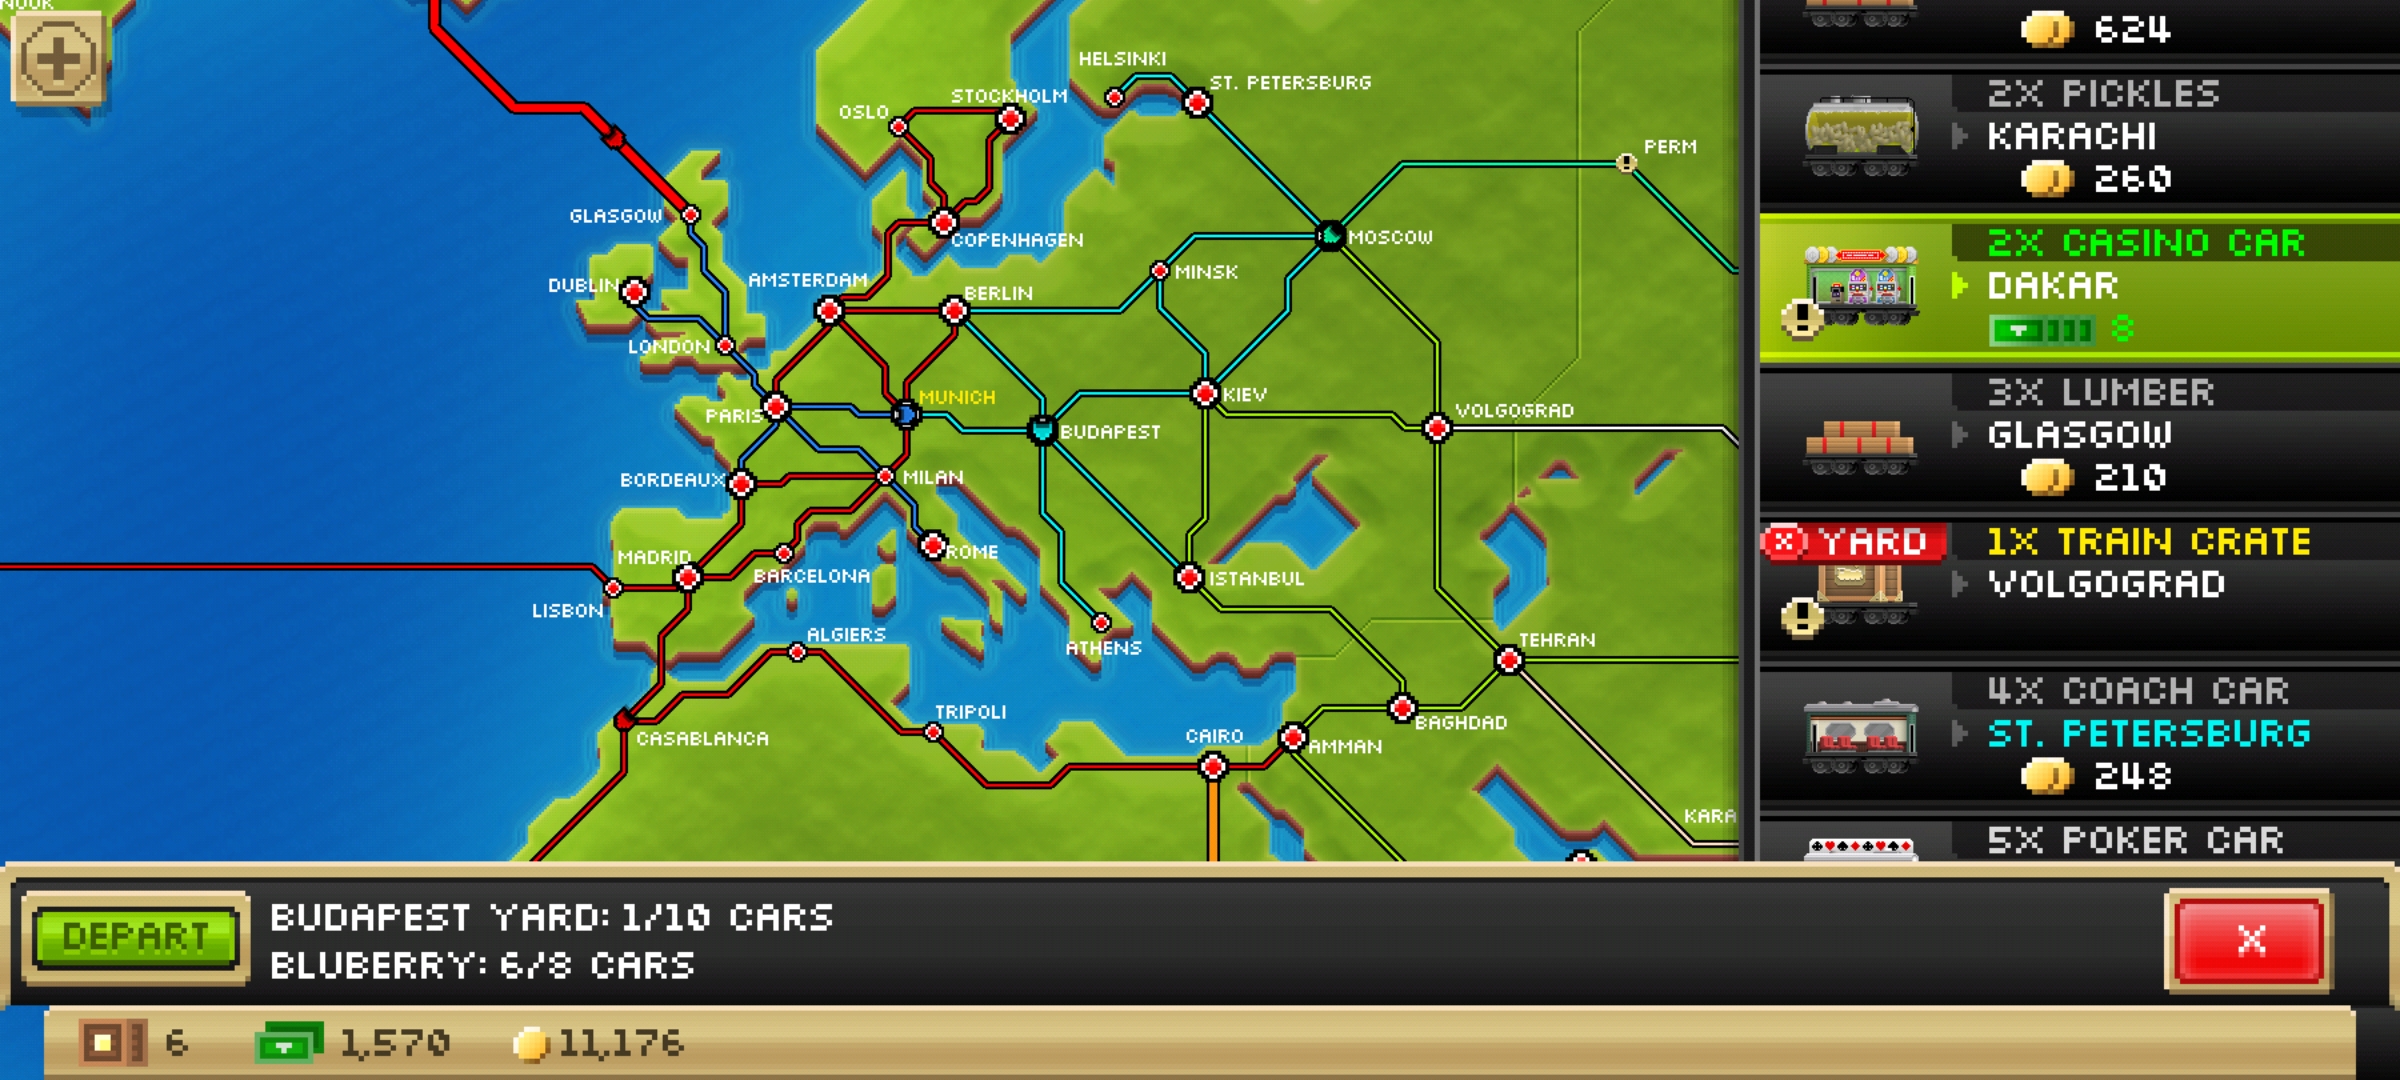 NUUK
HELSINKI
ST. PETERSBURG
STOCKHOLM
OSLO
PERM
GLASGOW
COPENHAGEN
MOSCOW
MINSK
DUBLIN
AMSTERDAM
BERLIN
LONDON
MUNICH
KIEV
PARIS
VOLGOGRAD
BUDAPEST
BORDEAUX
MILAN
MADRID
ROME
BARCELONA
ISTANBUL
LISBON
ALGIERS
ATHENS
TEHRAN
TRIPOLI
CASABLANCA
CAIRO
AMMAN
BAGHDAD
KARA
624
2X PICKLES
KARACHI
260
2X CASINO CAR
DAKAR
8
3X LUMBER
GLASGOW
210
X YARD
1X TRAIN CRATE
VOLGOGRAD
4X COACH CAR
ST. PETERSBURG
248
5X POKER CAR
DEPART
BUDAPEST YARD: 1/10 CARS
BLUBERRY: 6/8 CARS
X
6
1,570
11,176